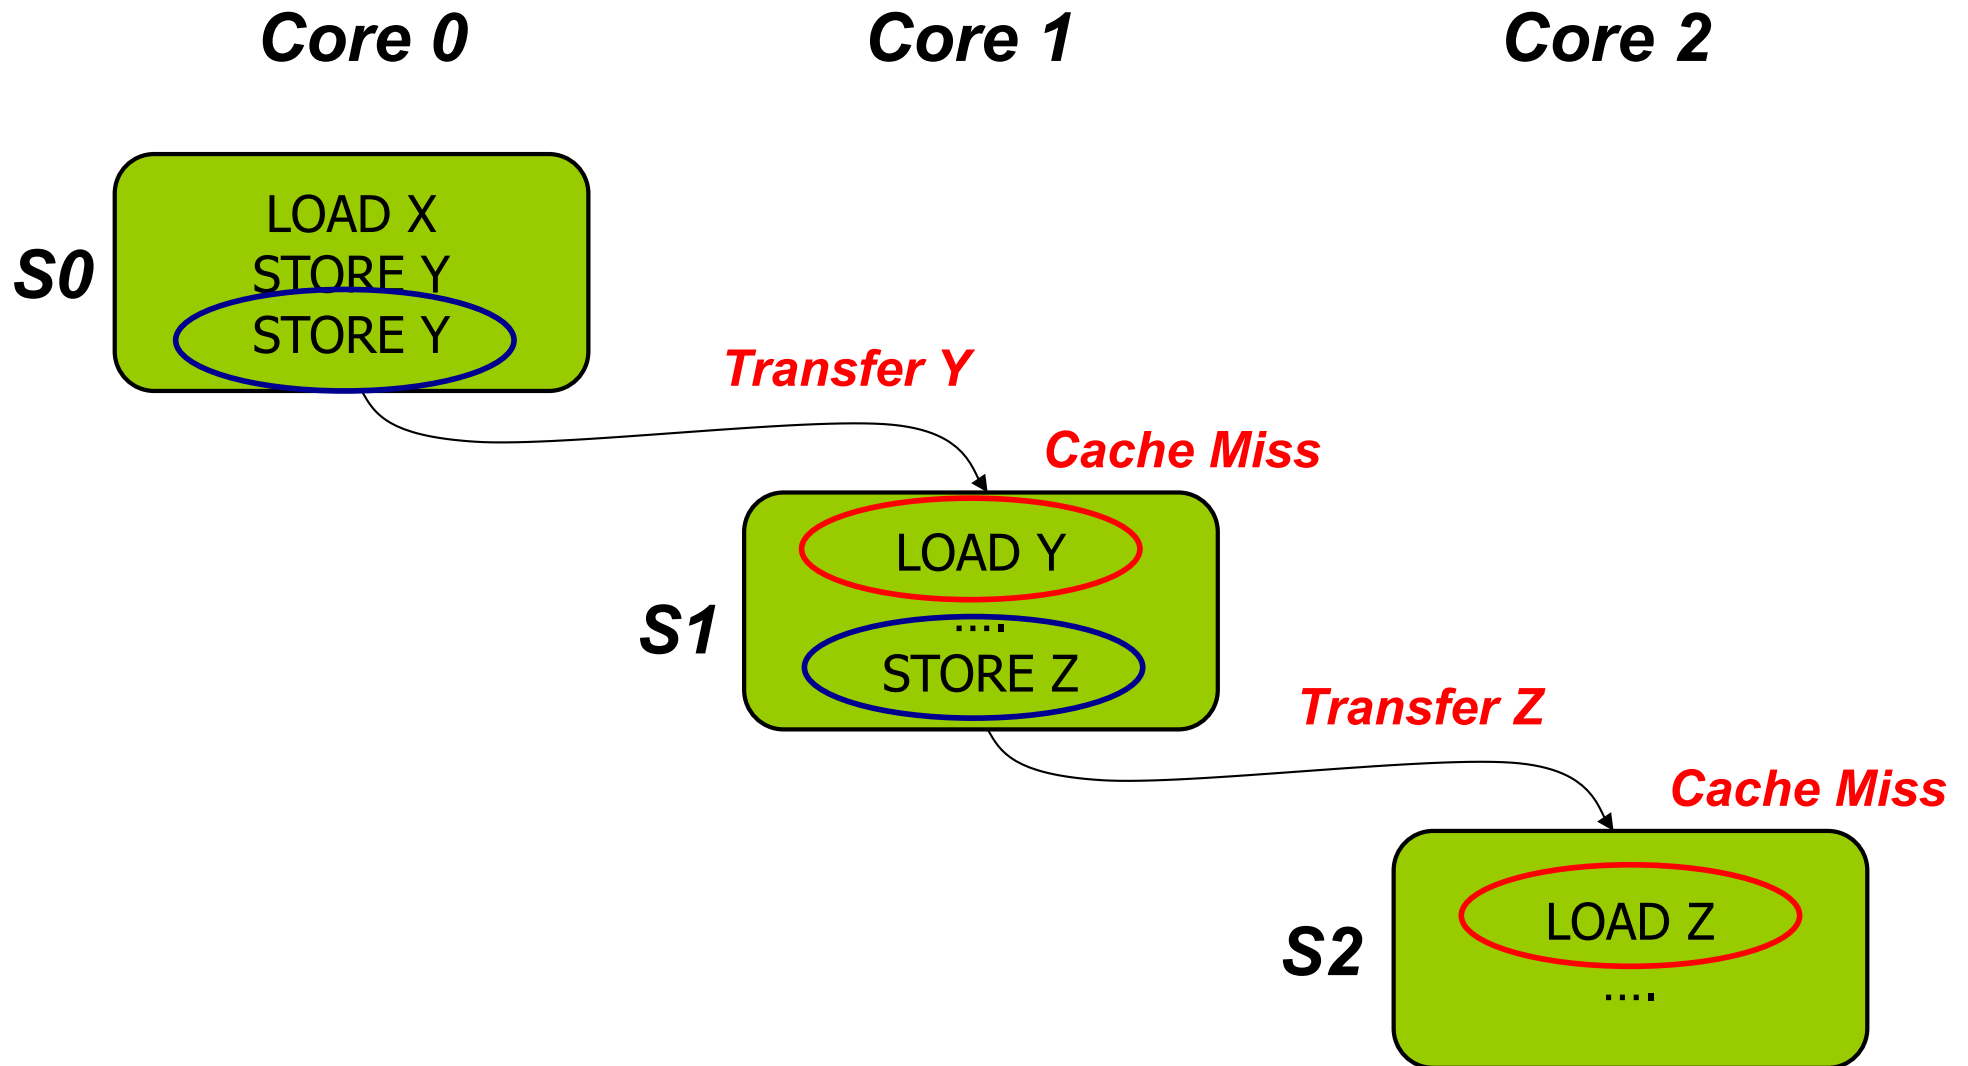 Core 0 Core 1 Core 2
LOAD X
STORE Y
S0
STORE Y
Transfer Y
Cache Miss
LOAD Y
....
S1
STORE Z
Transfer Z
Cache Miss
LOAD Z
S2
....